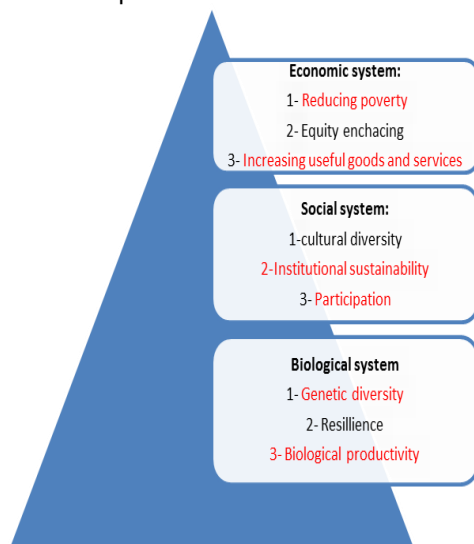 Economic system:
1- Reducing poverty
2- Equity enchacing
3- Increasing useful goods and services
Social system:
1-cultural diversity
2-Institutional sustainability
3- Participation
Biological system
1- Genetic diversity
2- Resillience
3- Biological productivity